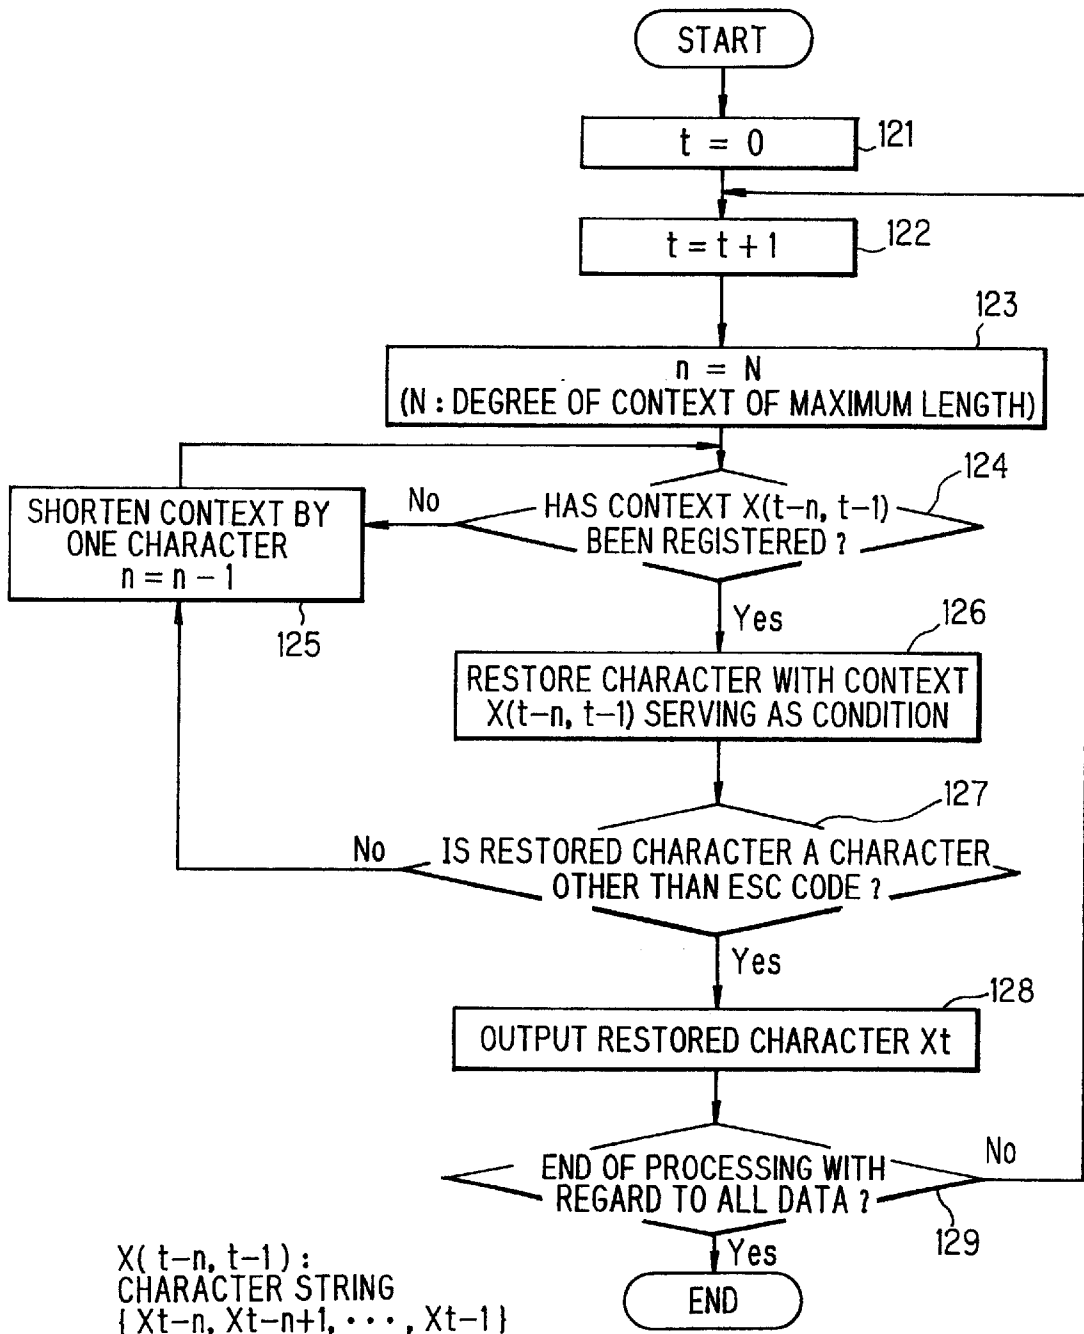 START
t = 0
121
t = t + 1
122
123
n = N
(N : DEGREE OF CONTEXT OF MAXIMUM LENGTH)
124
No
HAS CONTEXT X(t-n, t-1)
BEEN REGISTERED ?
SHORTEN CONTEXT BY
ONE CHARACTER
n = n - 1
125
Yes
126
RESTORE CHARACTER WITH CONTEXT
X(t-n, t-1) SERVING AS CONDITION
127
No
IS RESTORED CHARACTER A CHARACTER
OTHER THAN ESC CODE ?
Yes
128
OUTPUT RESTORED CHARACTER Xt
END OF PROCESSING WITH
REGARD TO ALL DATA ?
No
129
Yes
END
X( t-n, t-1) :
CHARACTER STRING
{ Xt-n, Xt-n+1, ···, Xt-1 }